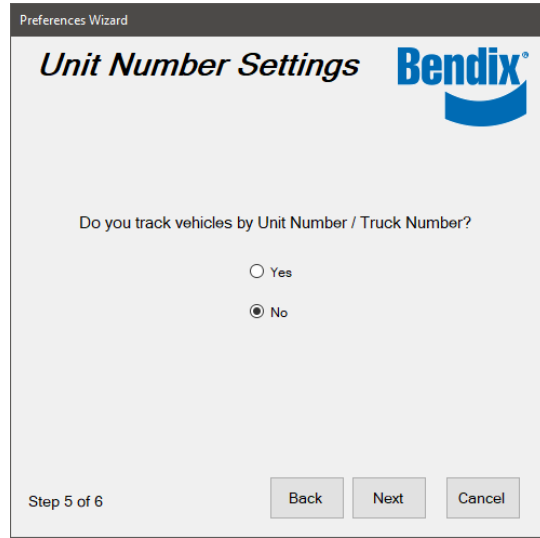 Preferences Wizard
Unit Number Settings
Bendix®
Do you track vehicles by Unit Number / Truck Number?
Yes
No
Step 5 of 6
Back
Next
Cancel